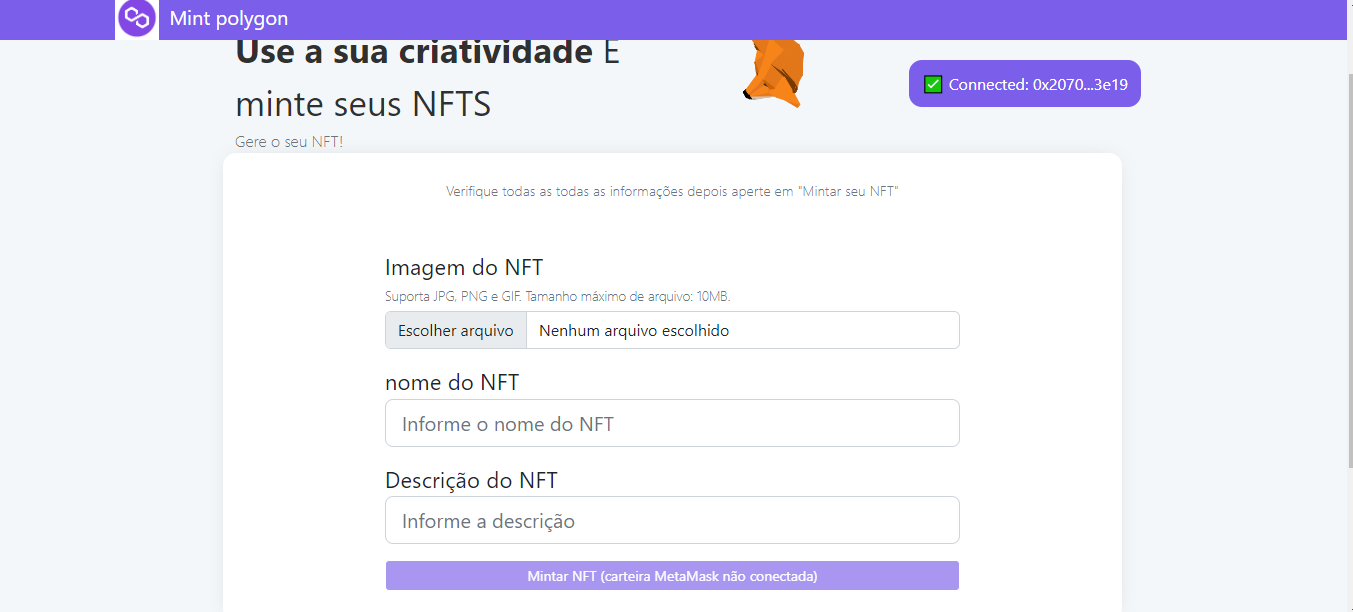 Mint polygon
Use a sua criatividade E
minte seus NFTS
✅ Connected: 0x2070...3e19
Gere o seu NFT!
Verifique todas as todas as informações depois aperte em "Mintar seu NFT"
Imagem do NFT
Suporta JPG, PNG e GIF. Tamanho máximo de arquivo: 10MB.
Escolher arquivo Nenhum arquivo escolhido
nome do NFT
Informe o nome do NFT
Descrição do NFT
Informe a descrição
Mintar NFT (carteira MetaMask não conectada)